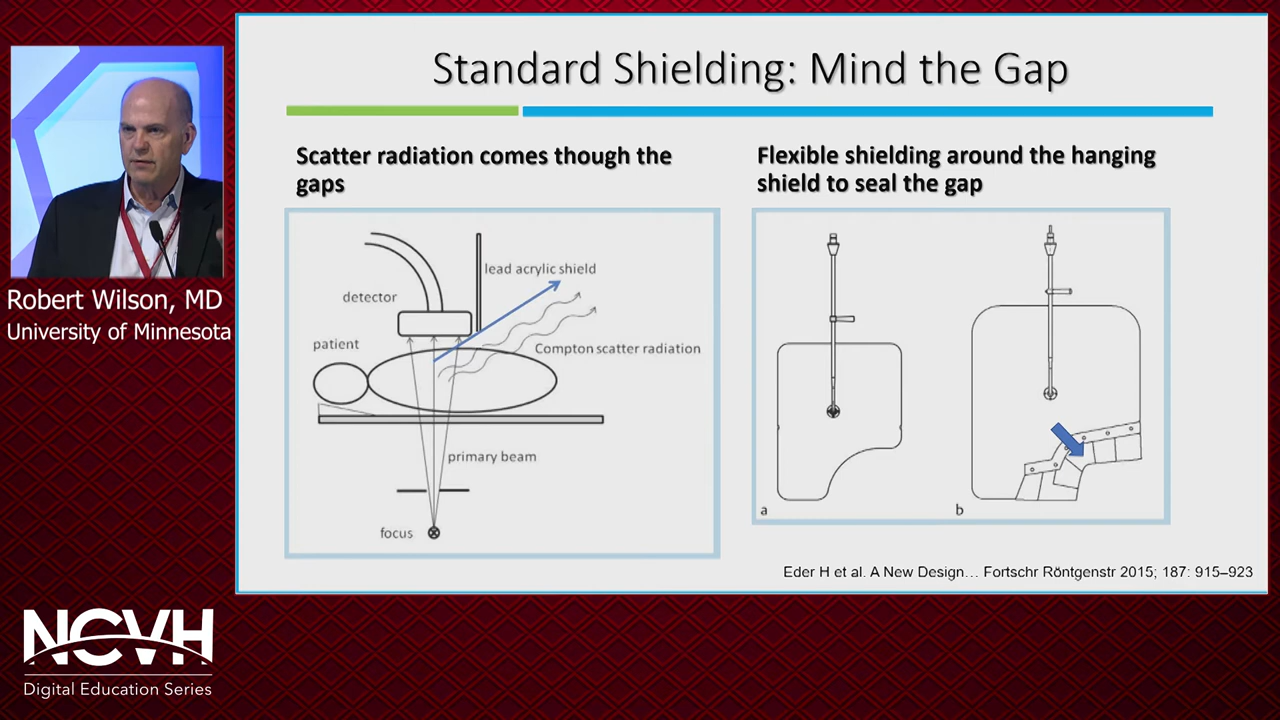 Standard Shielding: Mind the Gap
Scatter radiation comes though the
gaps
lead acrylic shield
detector
patient
Compton scatter radiation
primary beam
focus
Flexible shielding around the hanging
shield to seal the gap
a
b
Eder H et al. A New Design… Fortschr Röntgenstr 2015; 187: 915–923
Robert Wilson, MD
University of Minnesota
NCVH
Digital Education Series